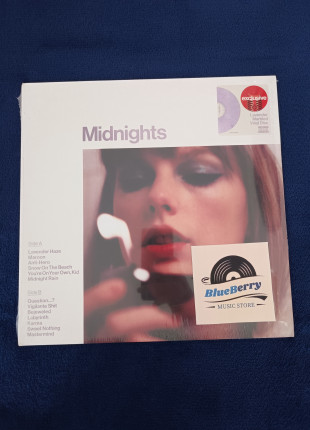 exclusive
Midnights
Lavender Haze
Maroon
Anti-Hero
Snow On The Beach
You're On Your Own, Kid
Midnight Rain
Question...?
Vigilante Shit
Bejeweled
Labyrinth
Karma
Sweet Nothing
Mastermind
BlueBerry
MUSIC STORE